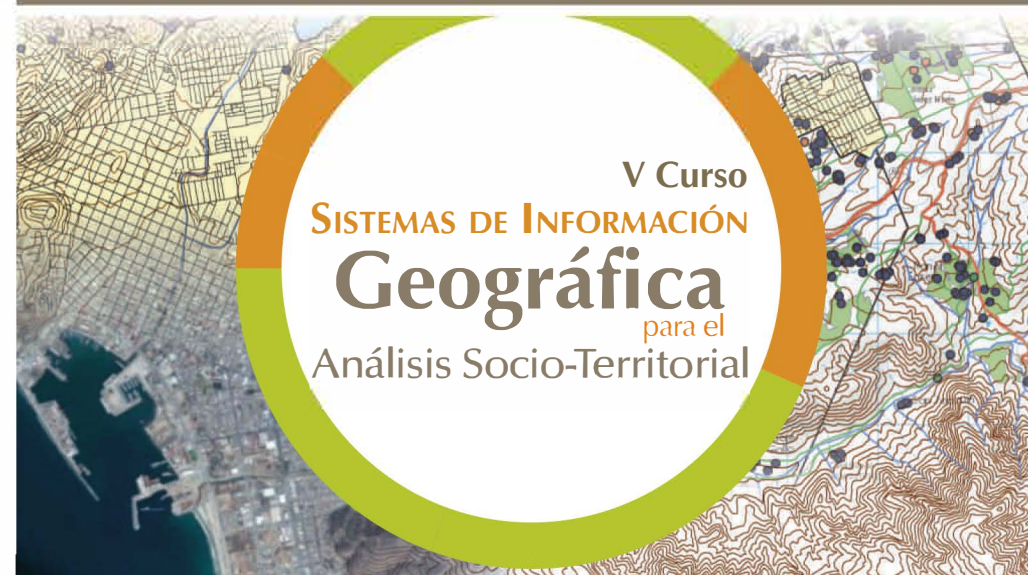 V Curso
SISTEMAS DE INFORMACIÓN
Geográfica
para el
Análisis Socio-Territorial